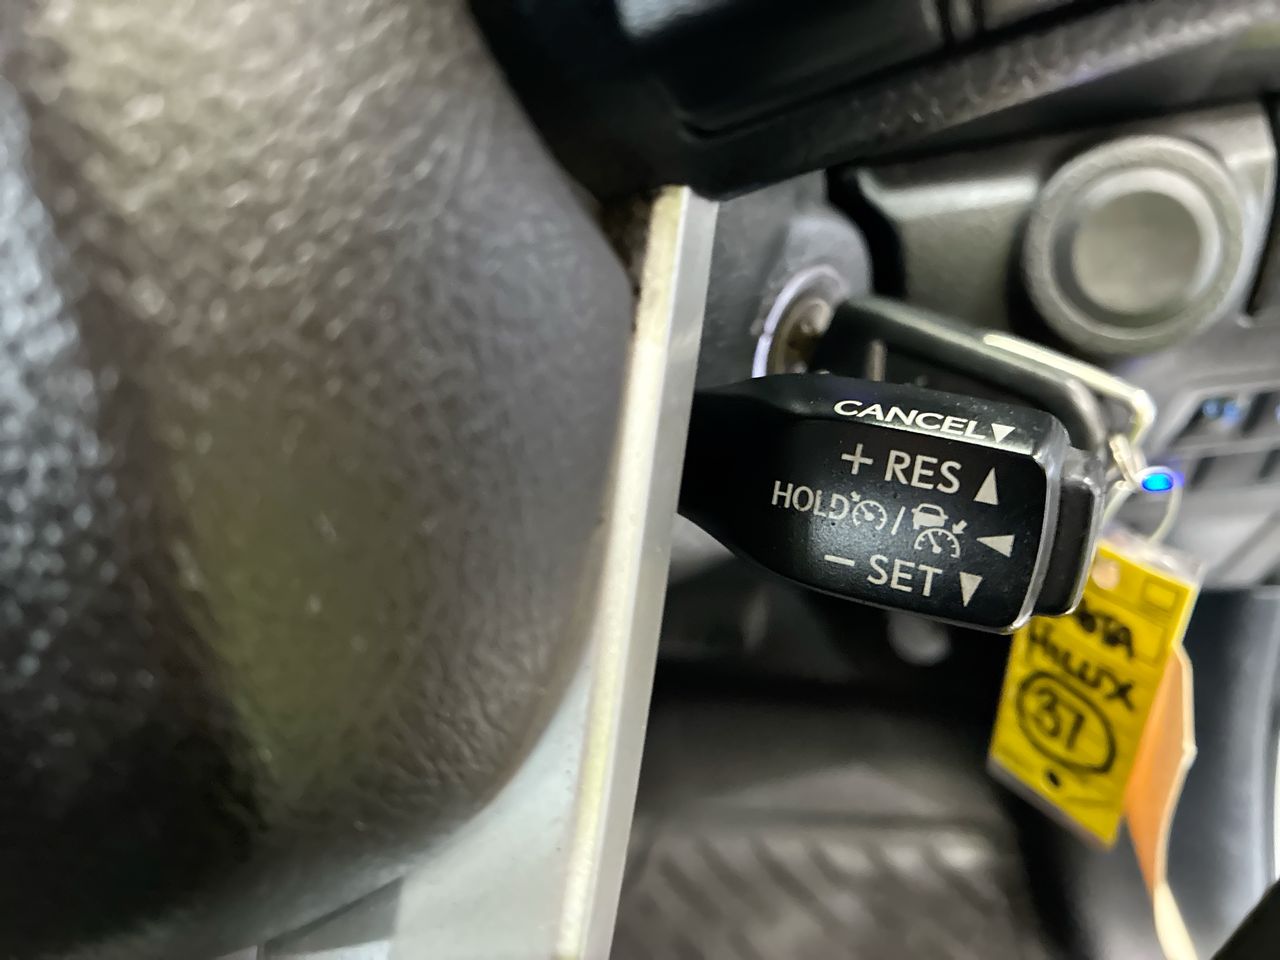 CANCEL▼
+ RES ▲
HOLD / ◀
− SET ▼
HILUX
37